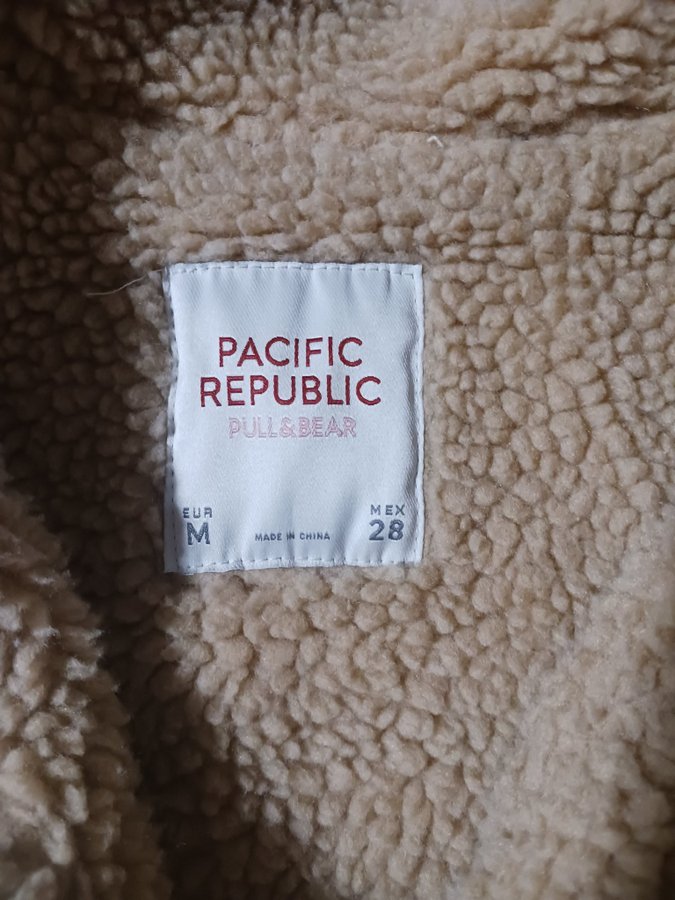 PACIFIC
REPUBLIC
PULL&BEAR
EUR MEX
M MADE IN CHINA 28